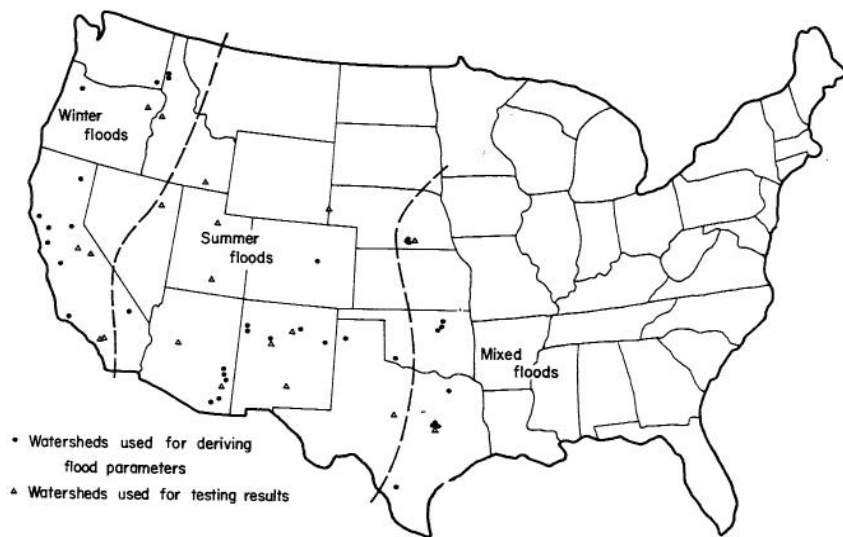 Winter
floods
Summer
floods
Mixed
floods
• Watersheds used for deriving
flood parameters
△ Watersheds used for testing results